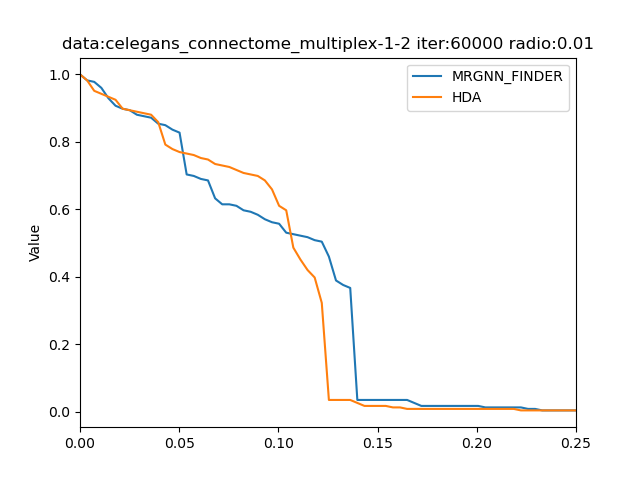 data:celegans_connectome_multiplex-1-2 iter:60000 radio:0.01
MRGNN_FINDER
HDA
Value
1.0
0.8
0.6
0.4
0.2
0.0
0.00 0.05 0.10 0.15 0.20 0.25